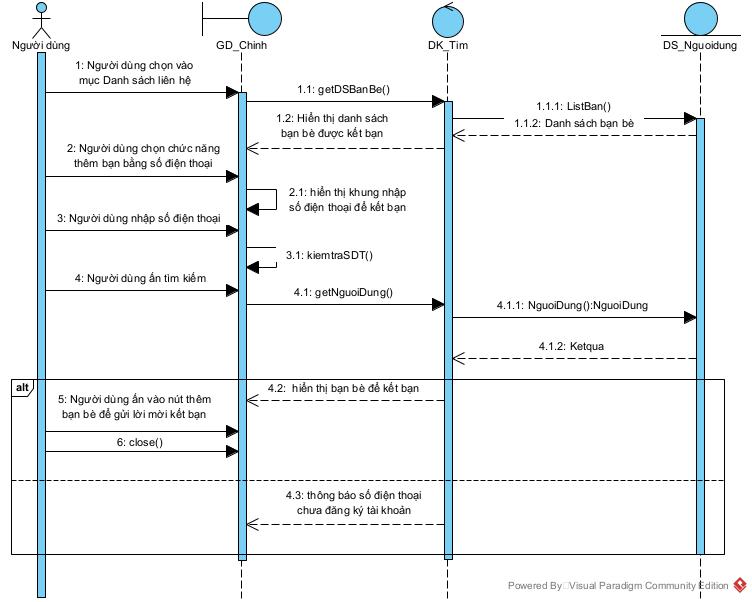 Người dùng
GD_Chinh
DK_Tim
DS_Nguoidung
1: Người dùng chọn vào
mục Danh sách liên hệ
1.1: getDSBanBe()
1.1.1: ListBan()
1.1.2: Danh sách bạn bè
1.2: Hiển thị danh sách
bạn bè được kết bạn
2: Người dùng chọn chức năng
thêm bạn bằng số điện thoại
2.1: hiển thị khung nhập
số điện thoại để kết bạn
3: Người dùng nhập số điện thoại
3.1: kiemtraSDT()
4: Người dùng ấn tìm kiếm
4.1: getNguoiDung()
4.1.1: NguoiDung():NguoiDung
4.1.2: Ketqua
alt
4.2: hiển thị bạn bè để kết bạn
5: Người dùng ấn vào nút thêm
bạn bè để gửi lời mời kết bạn
6: close()
4.3: thông báo số điện thoại
chưa đăng ký tài khoản
Powered By Visual Paradigm Community Edition